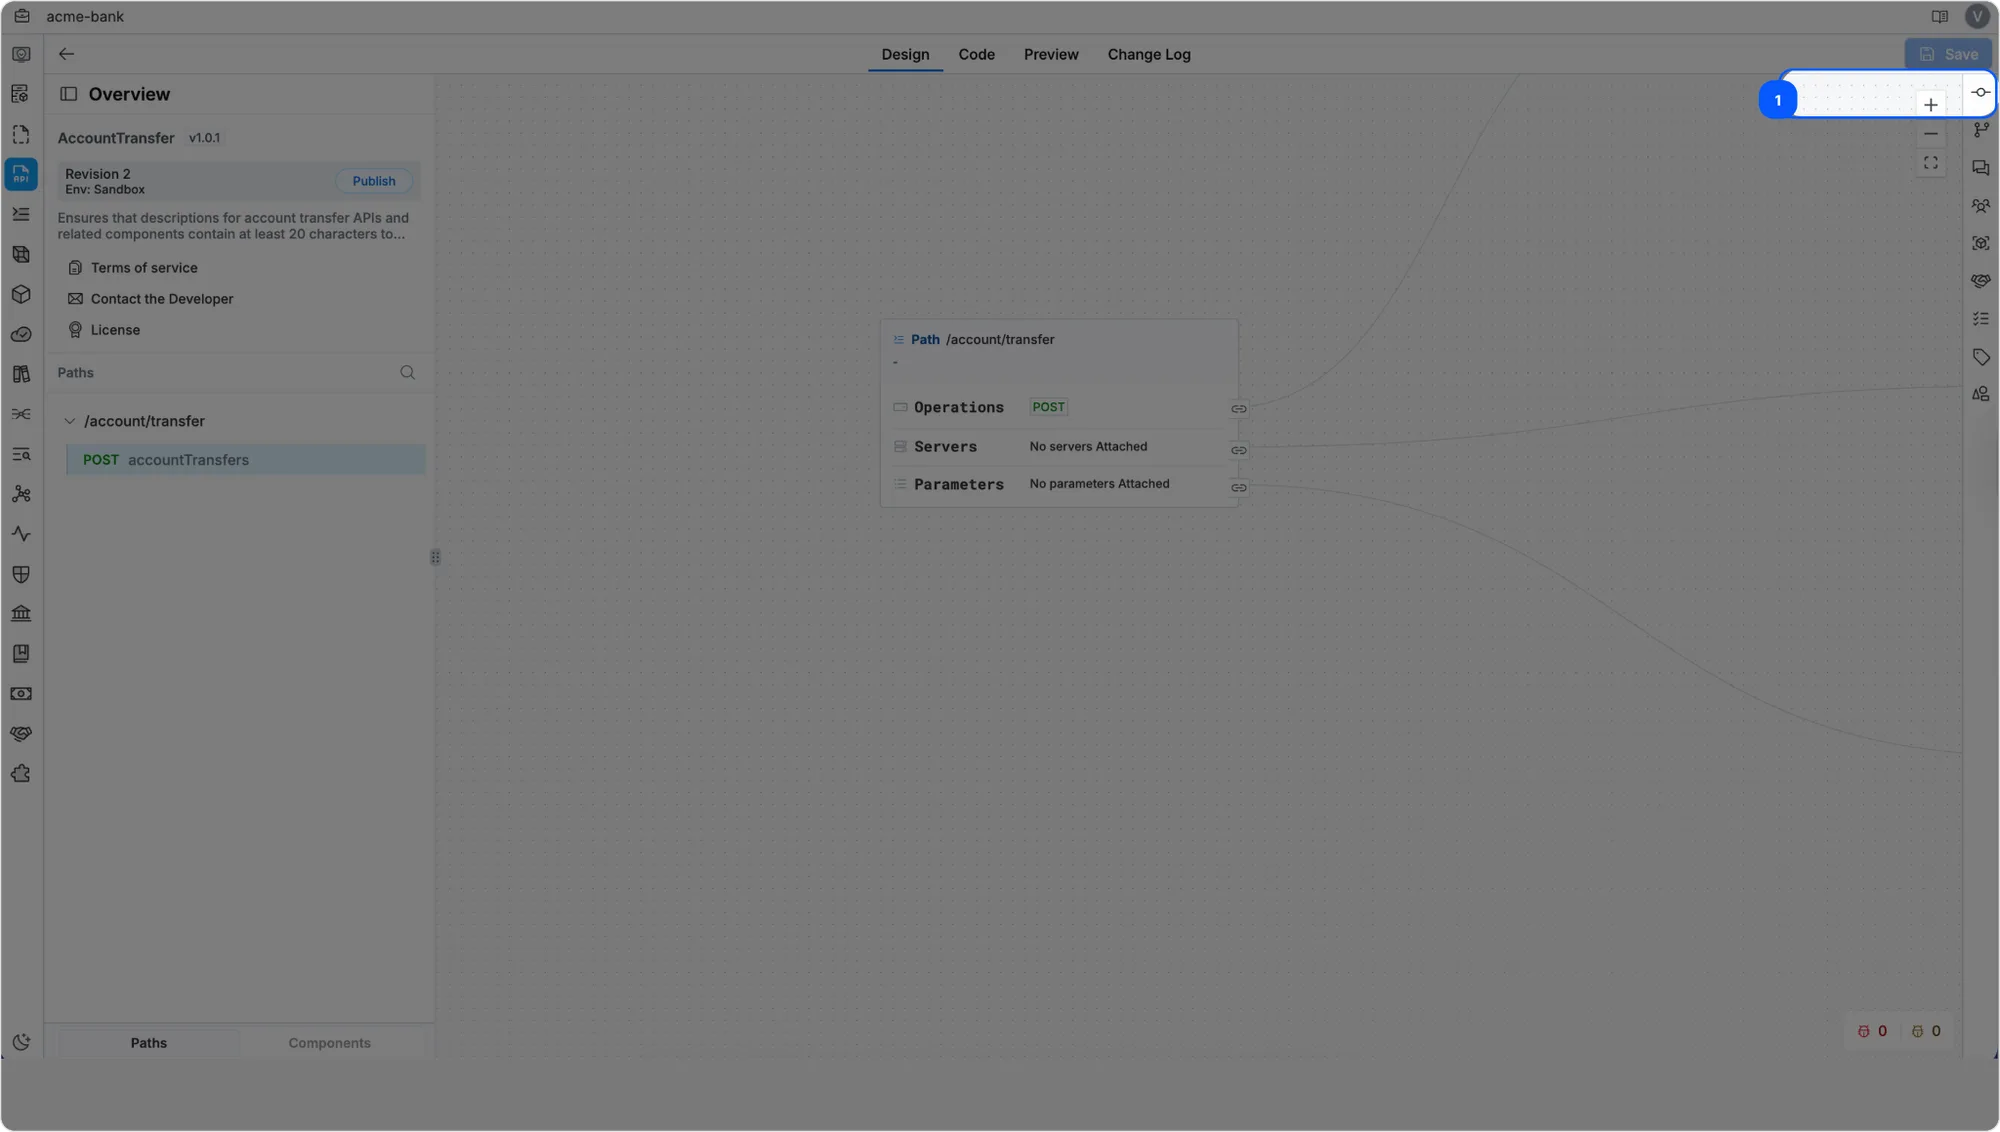 acme-bank
V
Design
Code
Preview
Change Log
Save
1
Overview
AccountTransfer v1.0.1
Revision 2
Env: Sandbox
Publish
Ensures that descriptions for account transfer APIs and
related components contain at least 20 characters to...
Terms of service
Contact the Developer
License
Paths
/account/transfer
POST accountTransfers
API
Path /account/transfer
-
Operations POST
Servers No servers Attached
Parameters No parameters Attached
0 0
Paths
Components